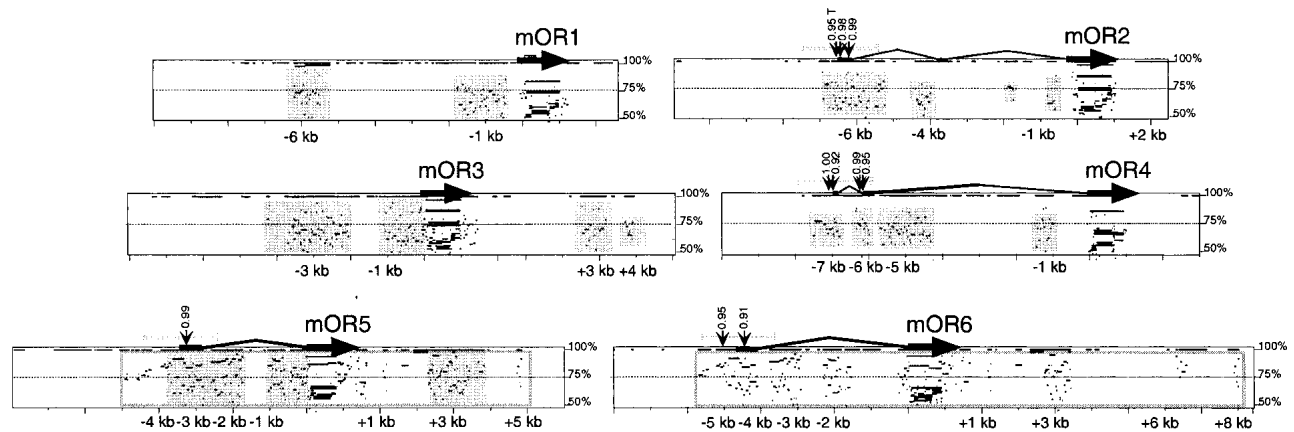 mOR1
100%
75%
50%
-6 kb -1 kb
0.95 T
0.98
0.99
mOR2
100%
75%
50%
-6 kb -4 kb -1 kb +2 kb
mOR3
100%
75%
50%
-3 kb -1 kb +3 kb +4 kb
1.00
0.92
0.99
0.95
mOR4
100%
75%
50%
-7 kb -6 kb -5 kb -1 kb
0.99
mOR5
100%
75%
50%
-4 kb -3 kb -2 kb -1 kb +1 kb +3 kb +5 kb
0.95
0.91
mOR6
100%
75%
50%
-5 kb -4 kb -3 kb -2 kb +1 kb +3 kb +6 kb +8 kb